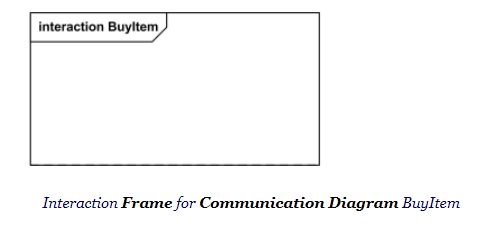 interaction BuyItem
Interaction Frame for Communication Diagram BuyItem